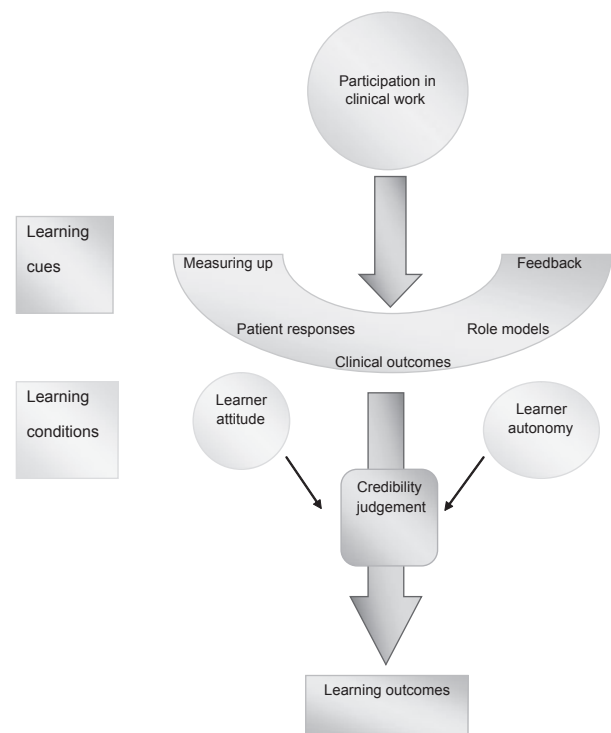 Participation in
clinical work
Learning
cues
Measuring up
Feedback
Patient responses
Role models
Clinical outcomes
Learning
conditions
Learner
attitude
Learner
autonomy
Credibility
judgement
Learning outcomes